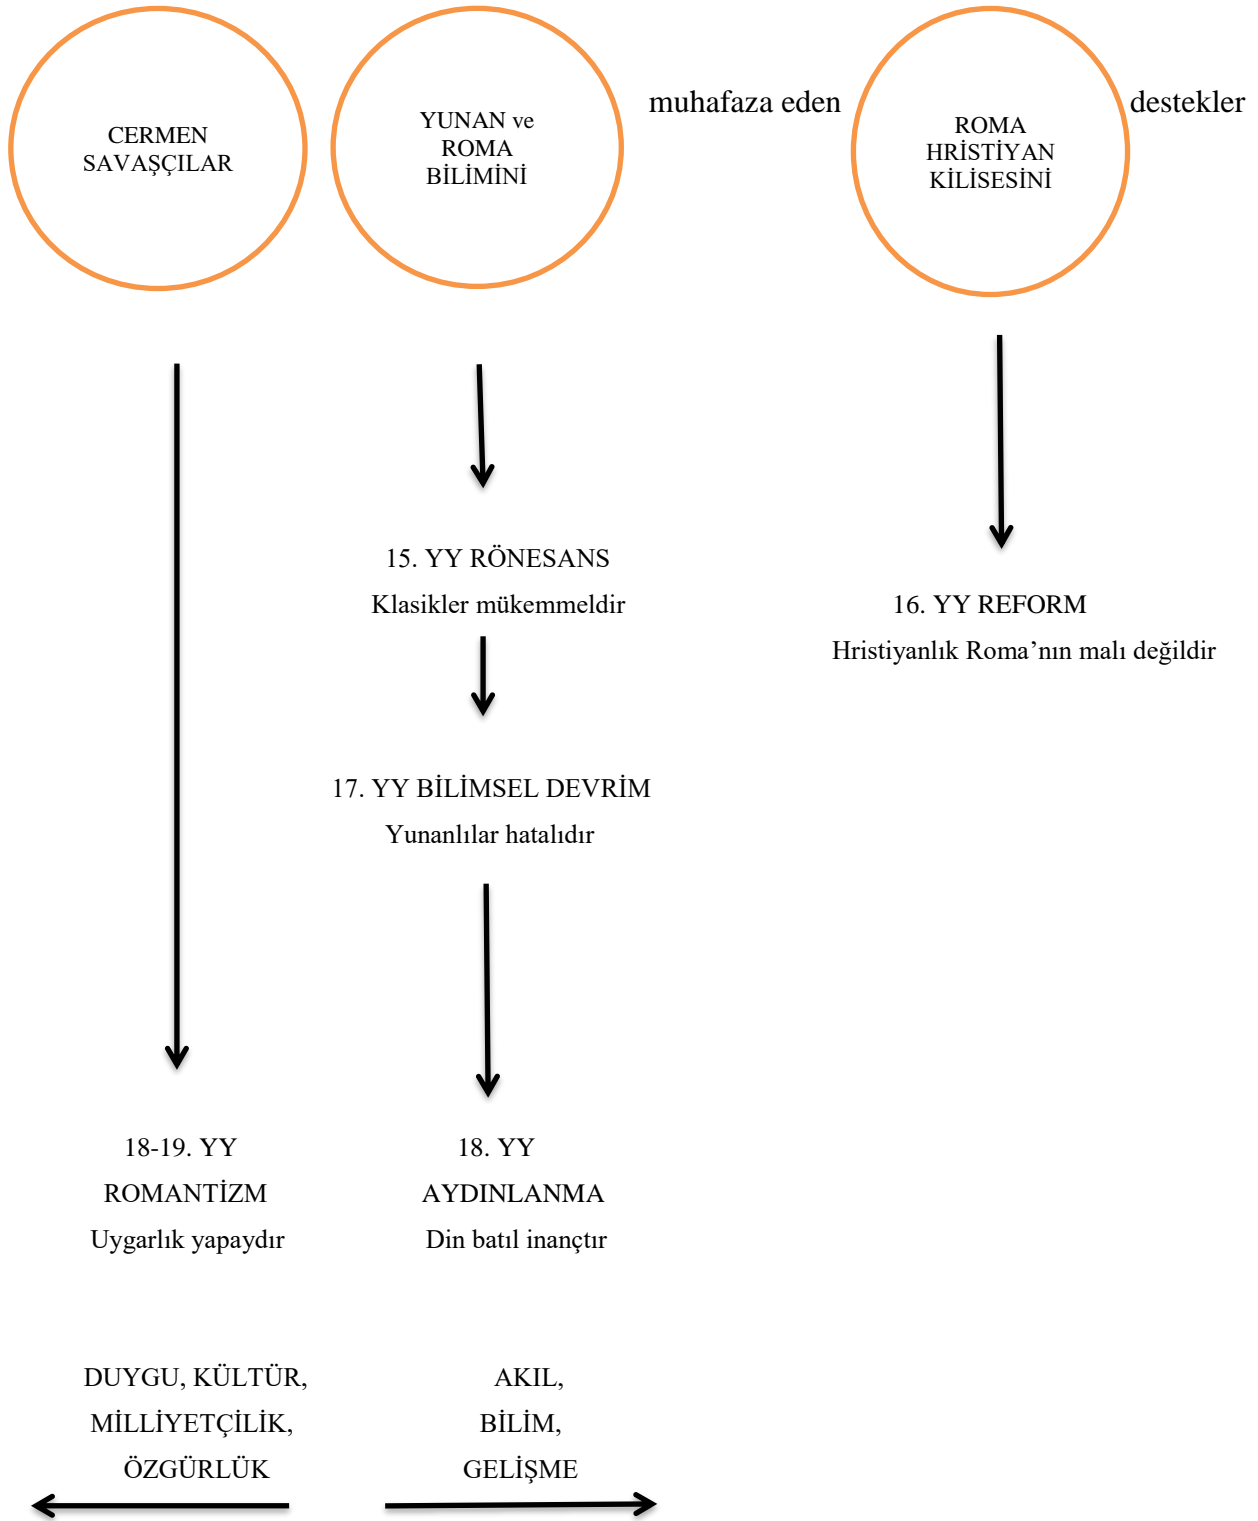 CERMEN
SAVAŞÇILAR
YUNAN ve
ROMA
BİLİMİNİ
muhafaza eden
ROMA
HRİSTİYAN
KİLİSESİNİ
destekler
15. YY RÖNESANS
Klasikler mükemmeldir
16. YY REFORM
Hristiyanlık Roma’nın malı değildir
17. YY BİLİMSEL DEVRİM
Yunanlılar hatalıdır
18-19. YY
ROMANTİZM
Uygarlık yapaydır
18. YY
AYDINLANMA
Din batıl inançtır
DUYGU, KÜLTÜR,
MİLLİYETÇİLİK,
ÖZGÜRLÜK
AKIL,
BİLİM,
GELİŞME